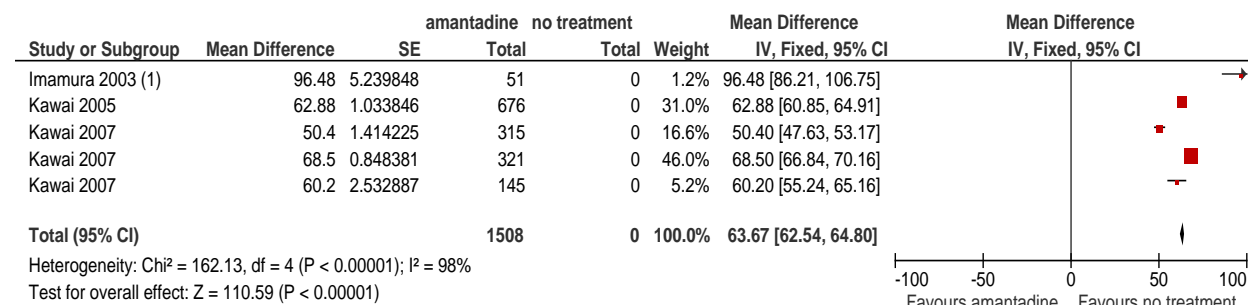 amantadine no treatment Mean Difference Mean Difference
Study or Subgroup Mean Difference SE Total Total Weight IV, Fixed, 95% CI IV, Fixed, 95% CI
Imamura 2003 (1) 96.48 5.239848 51 0 1.2% 96.48 [86.21, 106.75]
Kawai 2005 62.88 1.033846 676 0 31.0% 62.88 [60.85, 64.91]
Kawai 2007 50.4 1.414225 315 0 16.6% 50.40 [47.63, 53.17]
Kawai 2007 68.5 0.848381 321 0 46.0% 68.50 [66.84, 70.16]
Kawai 2007 60.2 2.532887 145 0 5.2% 60.20 [55.24, 65.16]
Total (95% CI) 1508 0 100.0% 63.67 [62.54, 64.80]
Heterogeneity: Chi² = 162.13, df = 4 (P < 0.00001); I² = 98%
Test for overall effect: Z = 110.59 (P < 0.00001)
-100 -50 0 50 100
Favours amantadine Favours no treatment